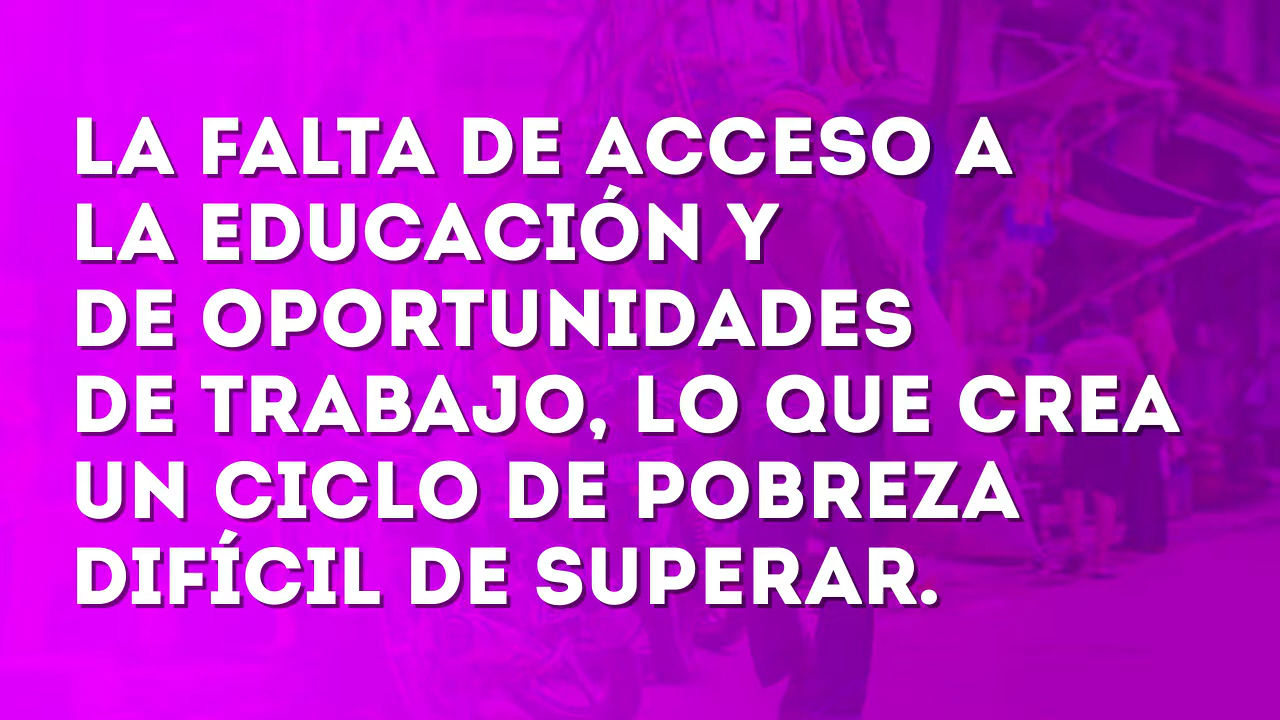 LA FALTA DE ACCESO A
LA EDUCACIÓN Y
DE OPORTUNIDADES
DE TRABAJO, LO QUE CREA
UN CICLO DE POBREZA
DIFÍCIL DE SUPERAR.